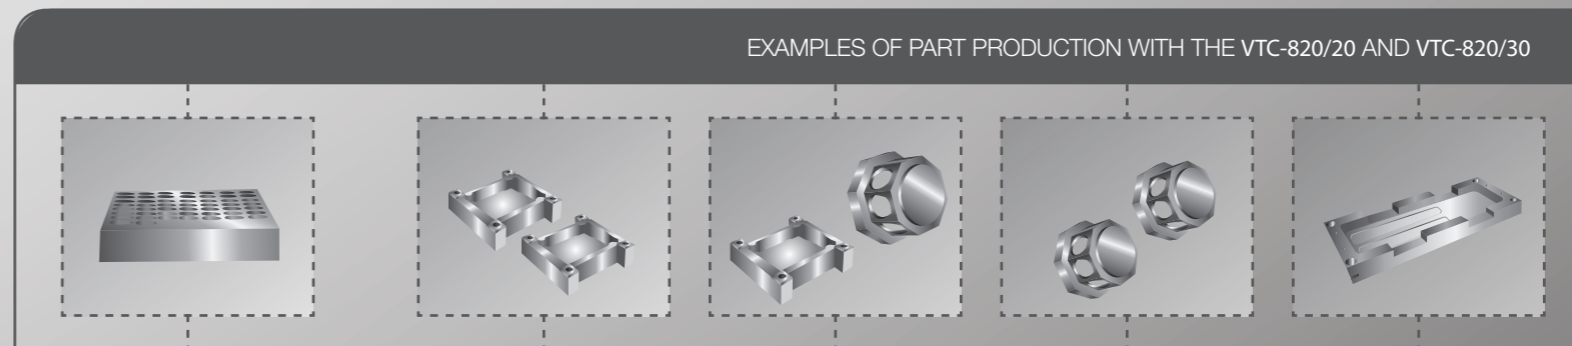 EXAMPLES OF PART PRODUCTION WITH THE VTC-820/20 AND VTC-820/30